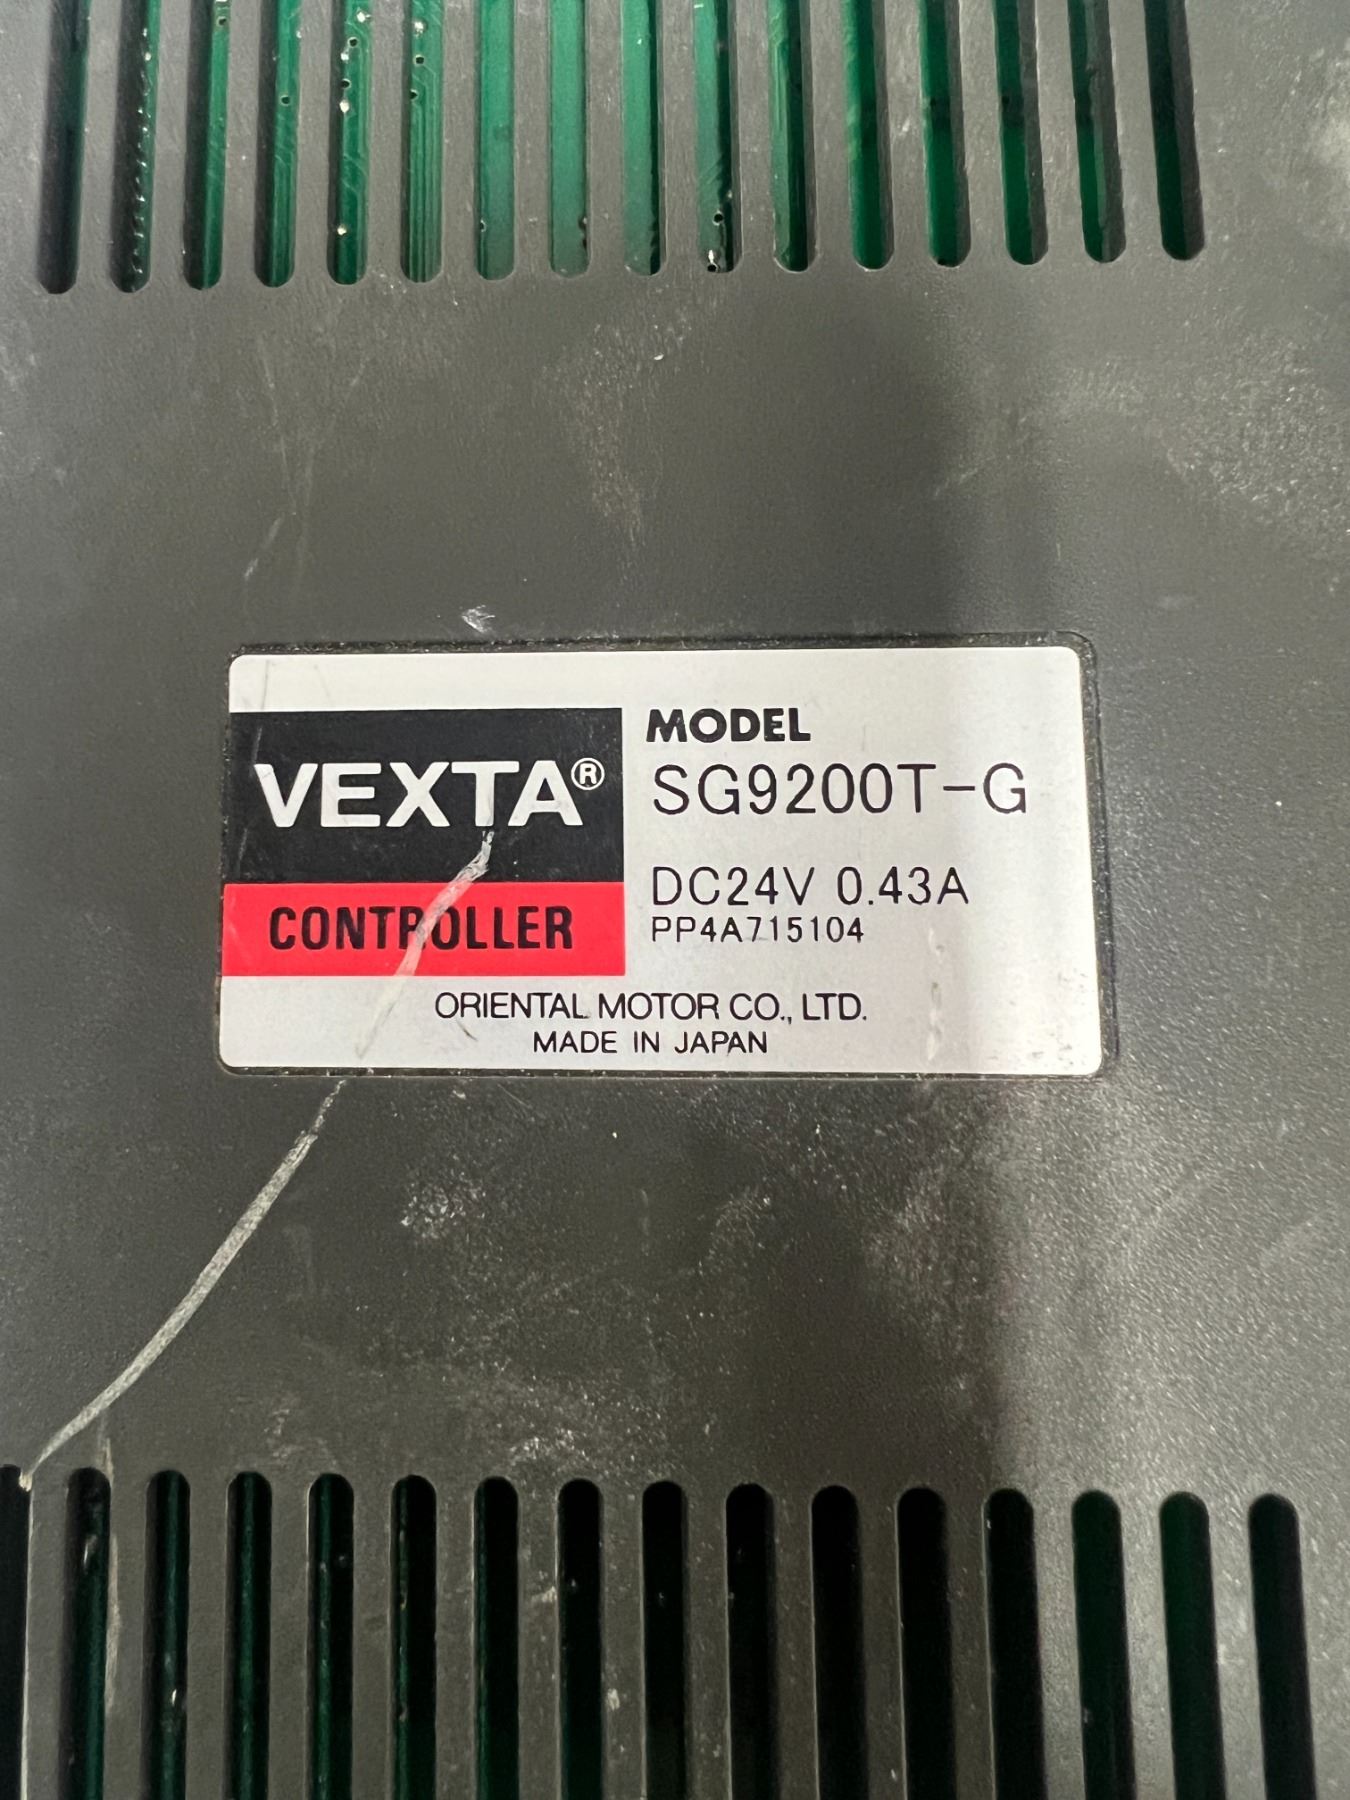 VEXTA®
CONTROLLER
MODEL
SG9200T-G
DC24V 0.43A
PP4A715104
ORIENTAL MOTOR CO., LTD.
MADE IN JAPAN